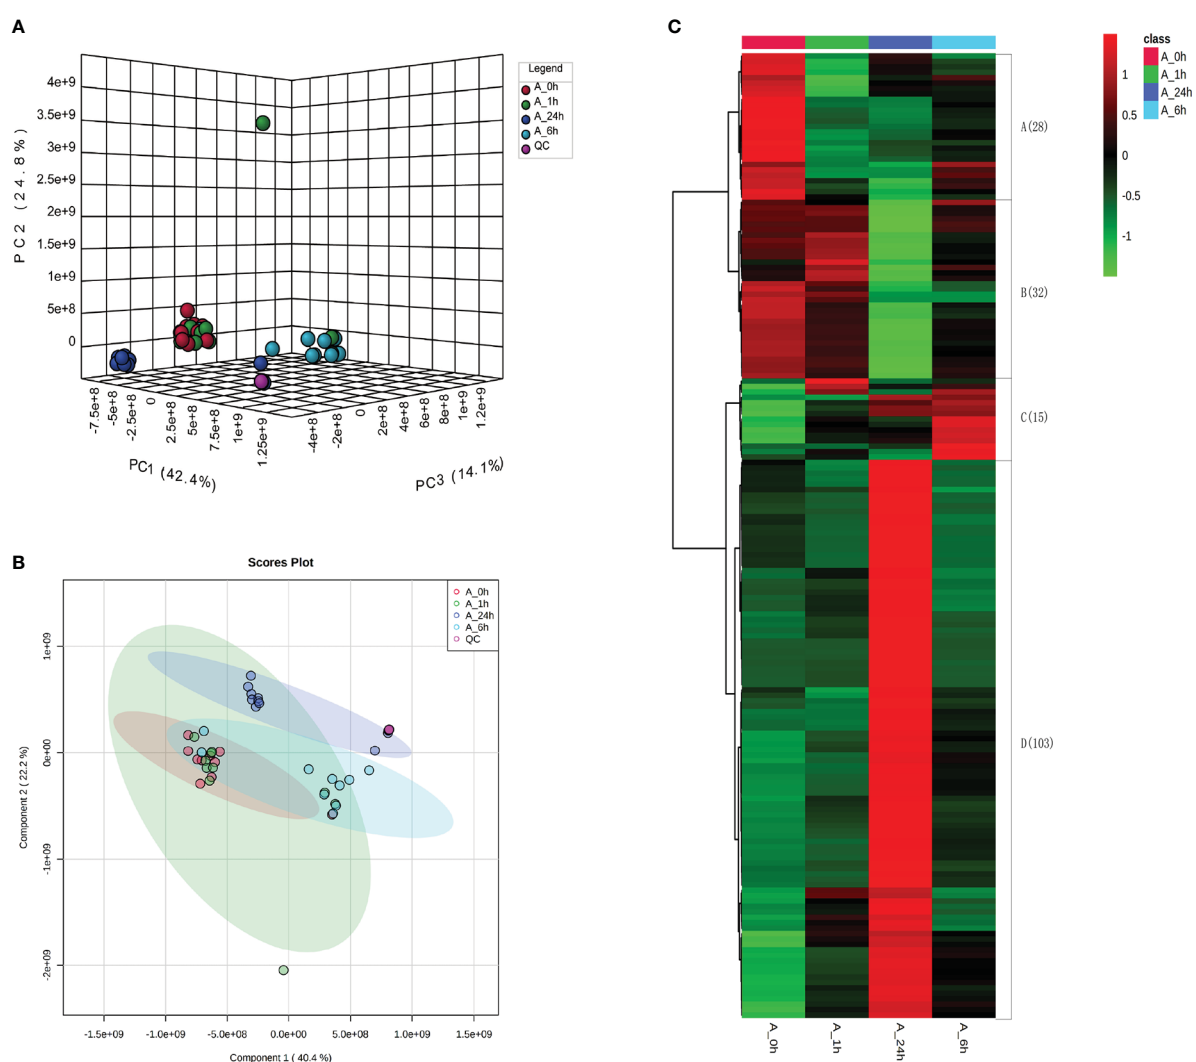 A
Legend
A_0h
A_1h
A_24h
A_6h
QC
4e+9
3.5e+9
3e+9
2.5e+9
2e+9
1.5e+9
1e+9
5e+8
0
PC2 (24.8%)
-7.5e+8
-5e+8
-2.5e+8
0
2.5e+8
5e+8
7.5e+8
1e+9
1.25e+9
PC1 (42.4%)
-4e+8
-2e+8
0
2e+8
4e+8
6e+8
8e+8
1e+9
1.2e+9
PC3 (14.1%)
B
Scores Plot
A_0h
A_1h
A_24h
A_6h
QC
1e+09
0e+00
-1e+09
-2e+09
Component 2 ( 22.2 %)
-1.5e+09
-1.0e+09
-5.0e+08
0.0e+00
5.0e+08
1.0e+09
1.5e+09
Component 1 ( 40.4 %)
C
A(28)
B(32)
C(15)
D(103)
A_0h
A_1h
A_24h
A_6h
1
0.5
0
-0.5
-1
class
A_0h
A_1h
A_24h
A_6h